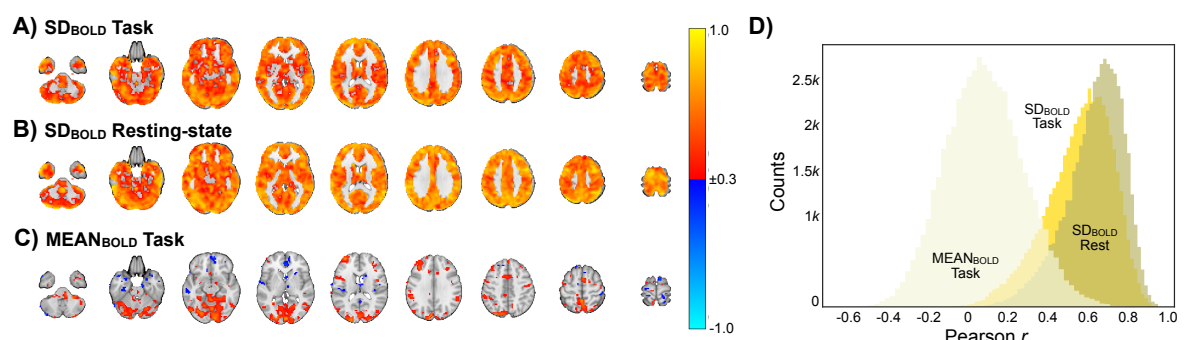 A) SDBOLD Task
B) SDBOLD Resting-state
C) MEANBOLD Task
1.0
±0.3
-1.0
D)
Counts
2.5k
2k
1.5k
1k
0
SDBOLD
Task
MEANBOLD
Task
SDBOLD
Rest
-0.6 -0.4 -0.2 0 0.2 0.4 0.6 0.8 1.0
Pearson r